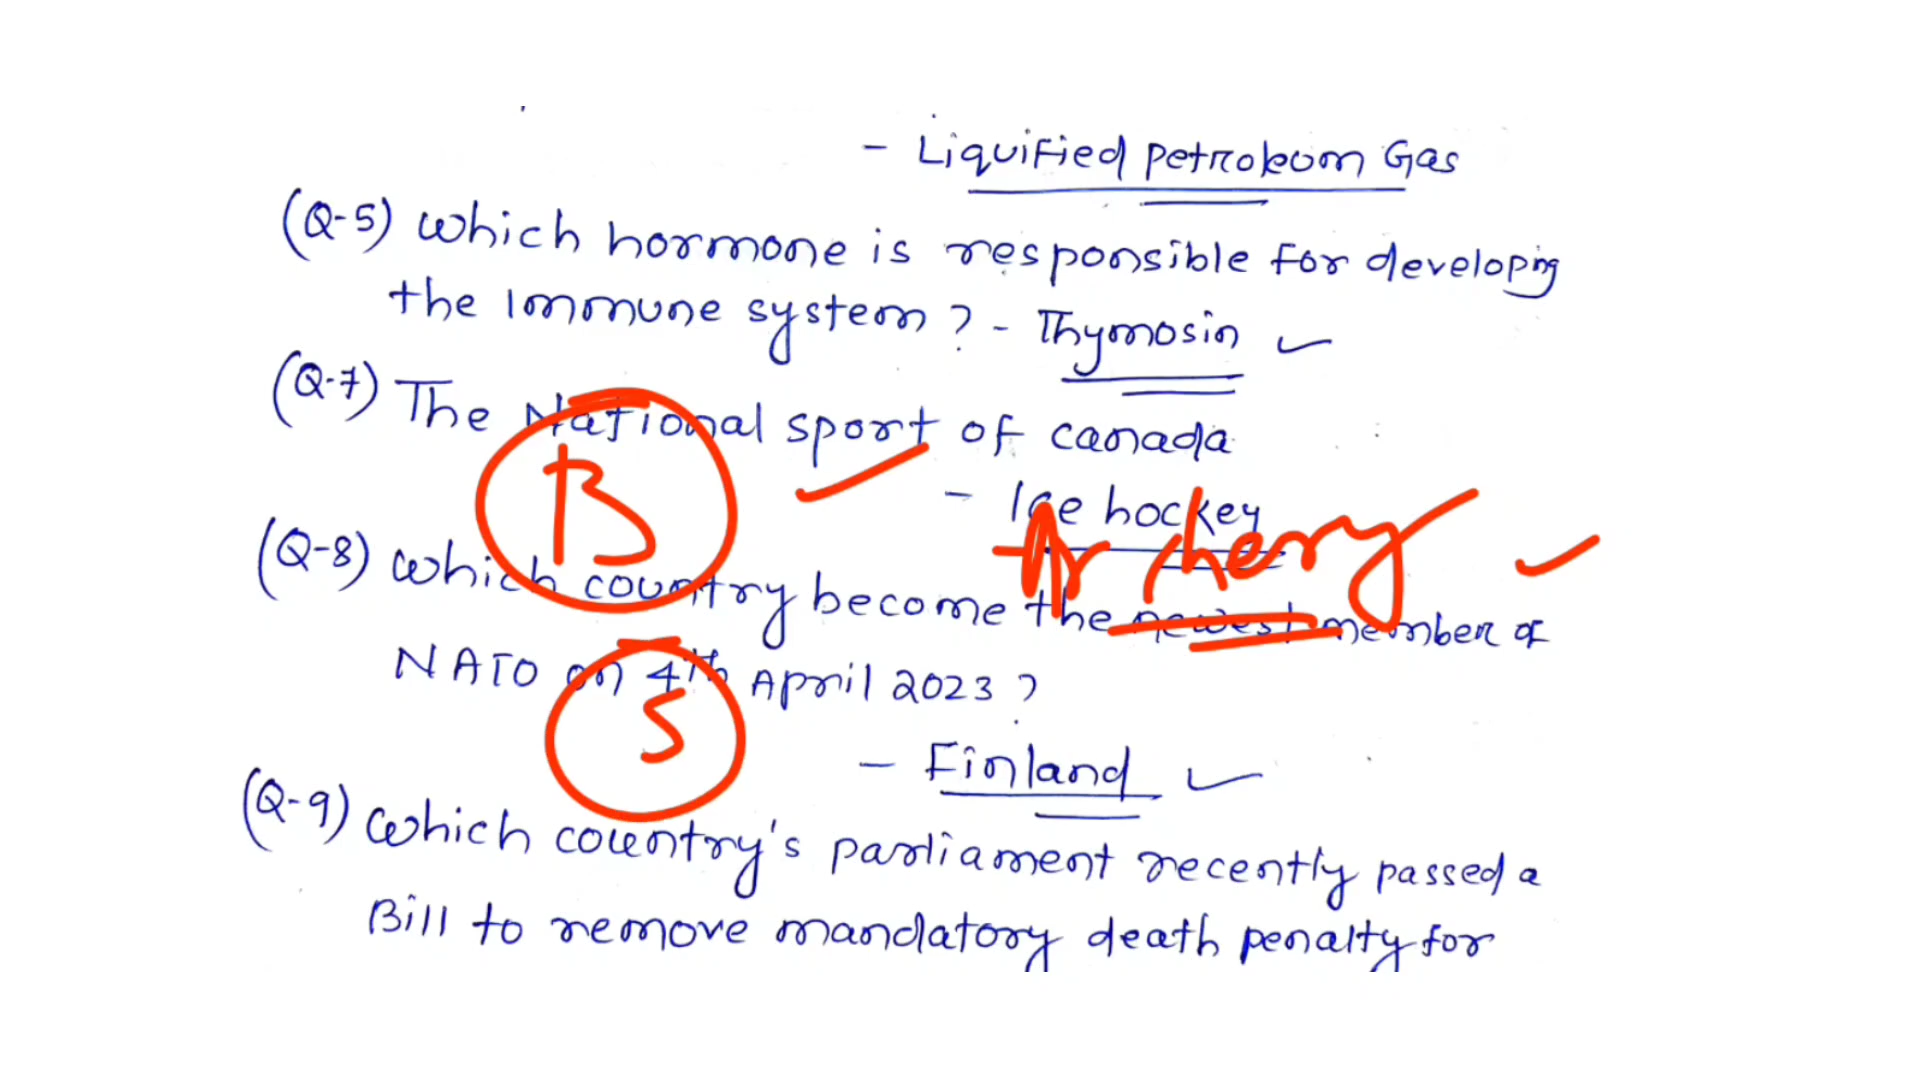 - Liquified petroleum Gas
(Q-5) which hormone is responsible for developing
the Immune system ? - Thymosin
(Q-7) The National sport of canada
B
- Ice hockey
Archery
(Q-8) which country become the newest member of
NATO on 4th April 2023 ?
S
- Finland
(Q-9) which country's parliament recently passed a
Bill to remove mandatory death penalty for